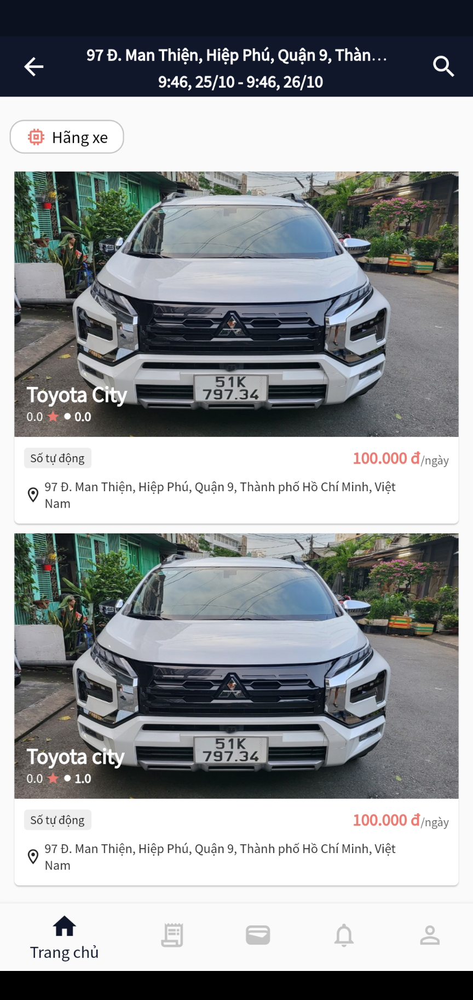 97 Đ. Man Thiện, Hiệp Phú, Quận 9, Thàn...
9:46, 25/10 - 9:46, 26/10
Hãng xe
51K
797.34
Toyota City
0.0 ★ ● 0.0
Số tự động
100.000 đ/ngày
97 Đ. Man Thiện, Hiệp Phú, Quận 9, Thành phố Hồ Chí Minh, Việt
Nam
51K
797.34
Toyota city
0.0 ★ ● 1.0
Số tự động
100.000 đ/ngày
97 Đ. Man Thiện, Hiệp Phú, Quận 9, Thành phố Hồ Chí Minh, Việt
Nam
Trang chủ